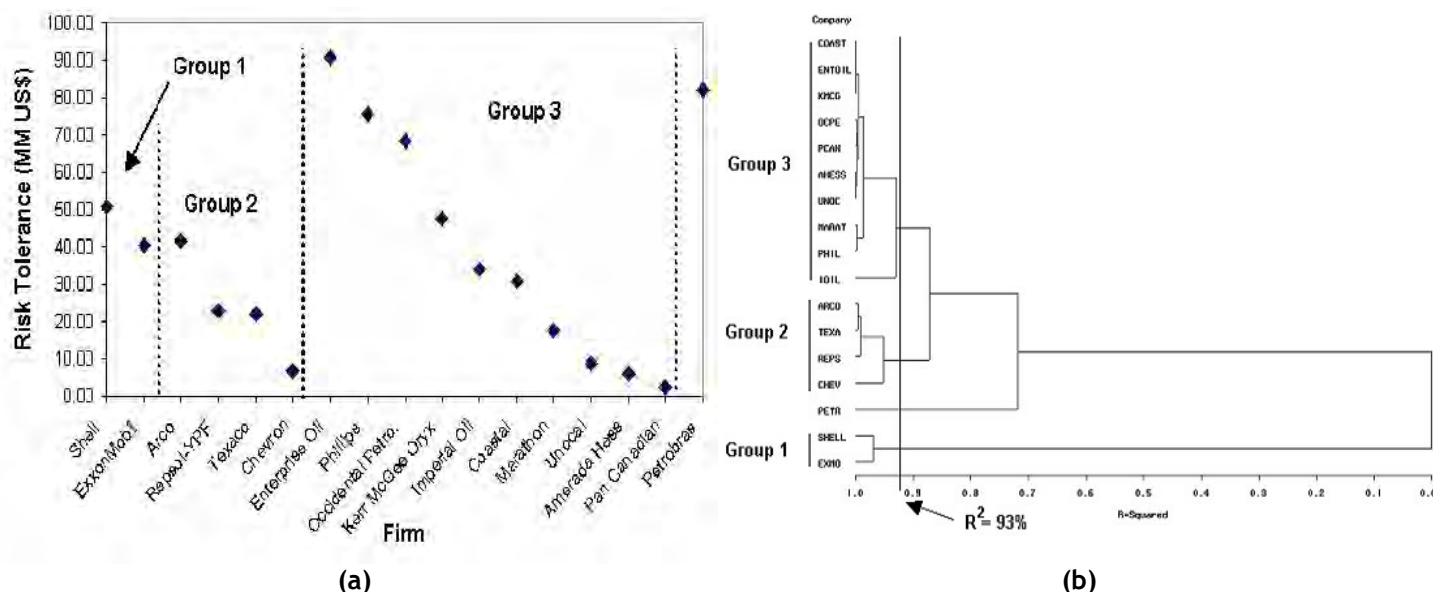 100.00
90.00
80.00
70.00
60.00
50.00
40.00
30.00
20.00
10.00
0.00
Risk Tolerance (MM US$)
Group 1
Group 2
Group 3
Shell
ExxonMobil
Arco
Repsol-YPF
Texaco
Chevron
Enterprise Oil
Phillips
Occidental Petro.
Kerr McGee Oryx
Imperial Oil
Coastal
Marathon
Unocal
Amerada Hess
Pan Canadian
Petrobras
Firm
(a)
Company
Group 3
COAST
ENTOIL
KMCG
OCPE
PCAN
AHESS
UNOC
MARAT
PHIL
IOIL
Group 2
ARCO
TEXA
REPS
CHEV
PETR
Group 1
SHELL
EXMO
1.0 0.9 0.8 0.7 0.6 0.5 0.4 0.3 0.2 0.1 0.0
R-Squared
R²= 93%
(b)